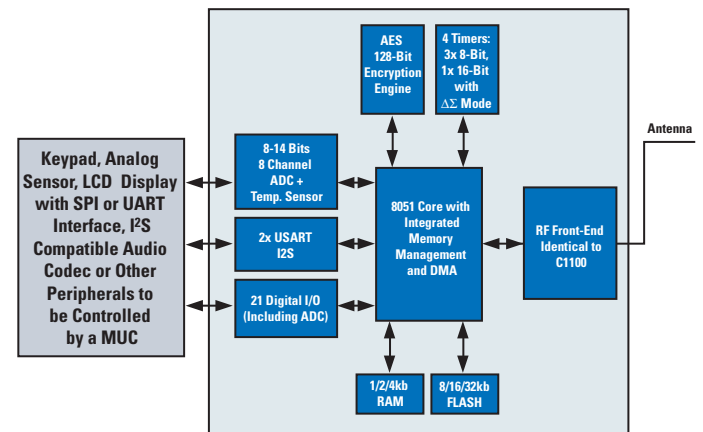 AES
128-Bit
Encryption
Engine
4 Timers:
3x 8-Bit,
1x 16-Bit
with
ΔΣ Mode
Antenna
Keypad, Analog
Sensor, LCD Display
with SPI or UART
Interface, I²S
Compatible Audio
Codec or Other
Peripherals to
be Controlled
by a MUC
8-14 Bits
8 Channel
ADC +
Temp. Sensor
2x USART
I2S
21 Digital I/O
(Including ADC)
8051 Core with
Integrated
Memory
Management
and DMA
RF Front-End
Identical to
C1100
1/2/4kb
RAM
8/16/32kb
FLASH